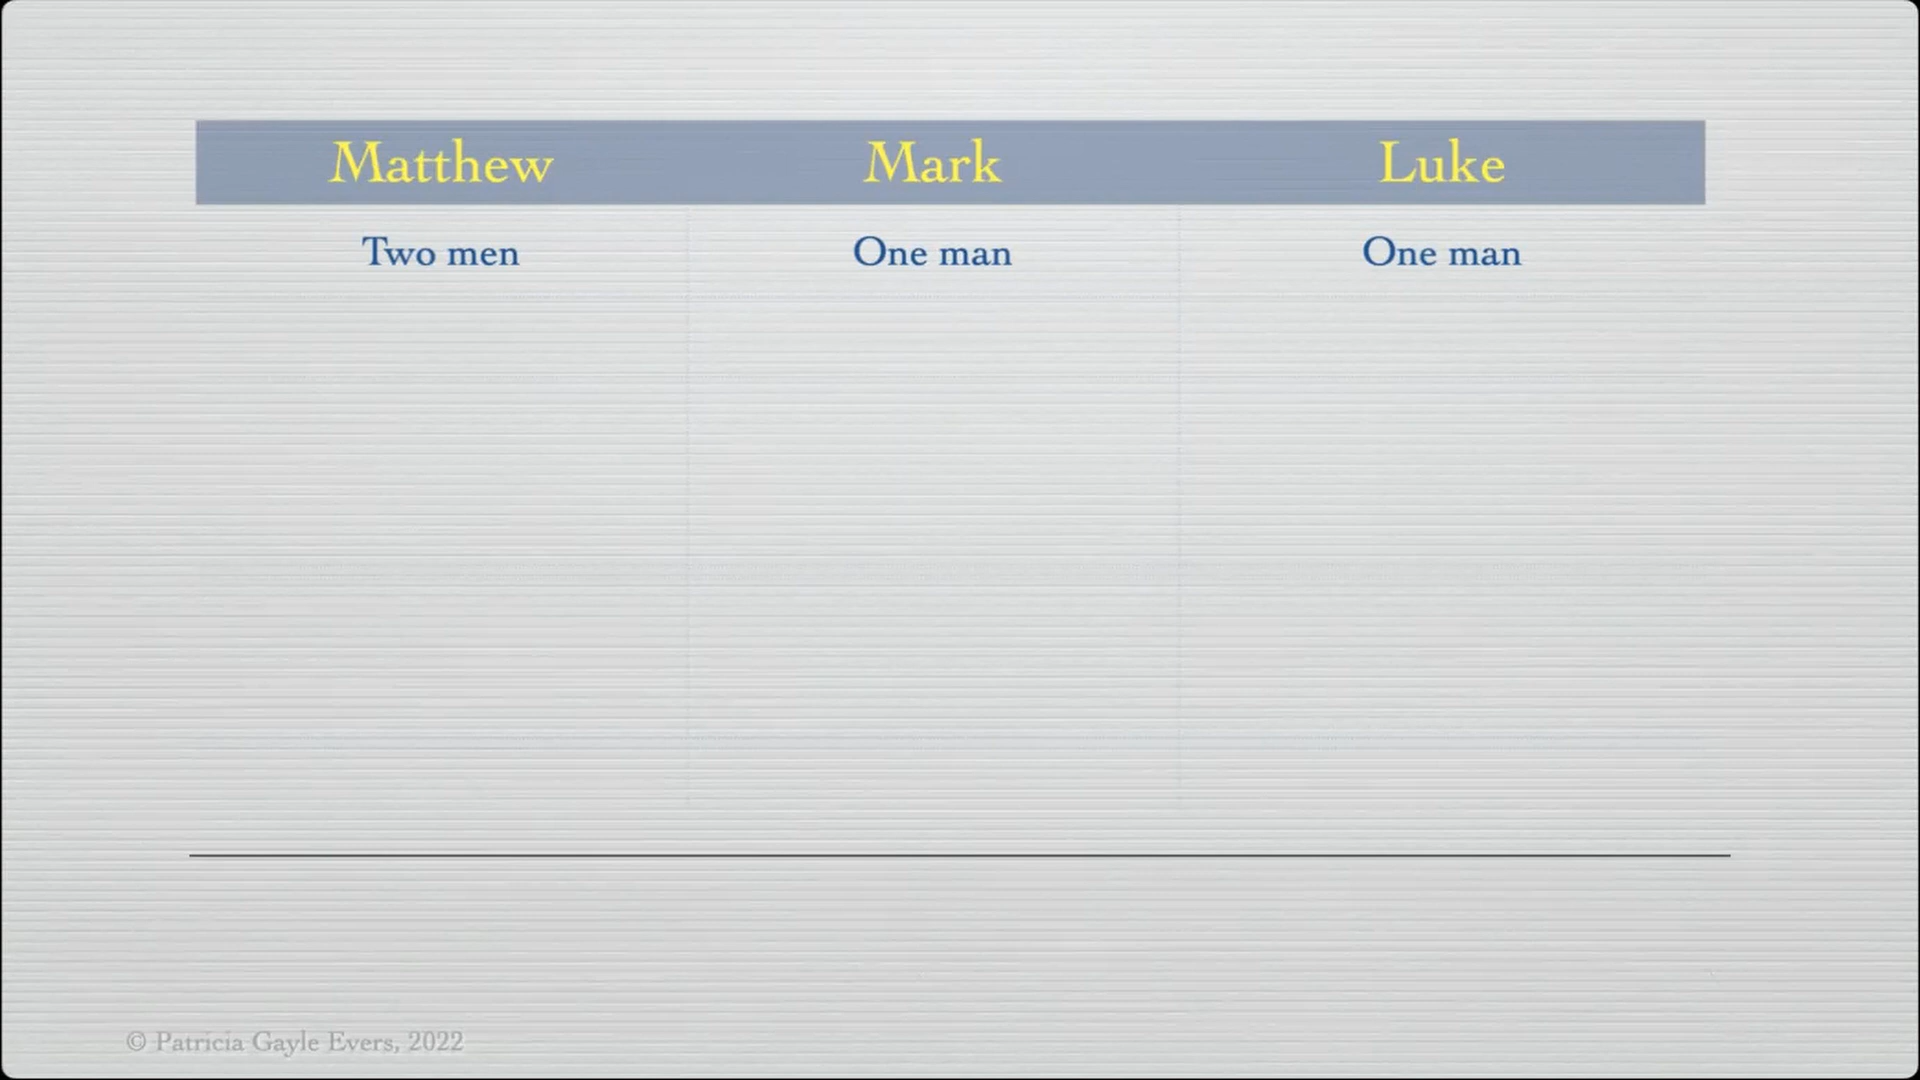 Matthew Mark Luke
Two men One man One man
© Patricia Gayle Evers, 2022